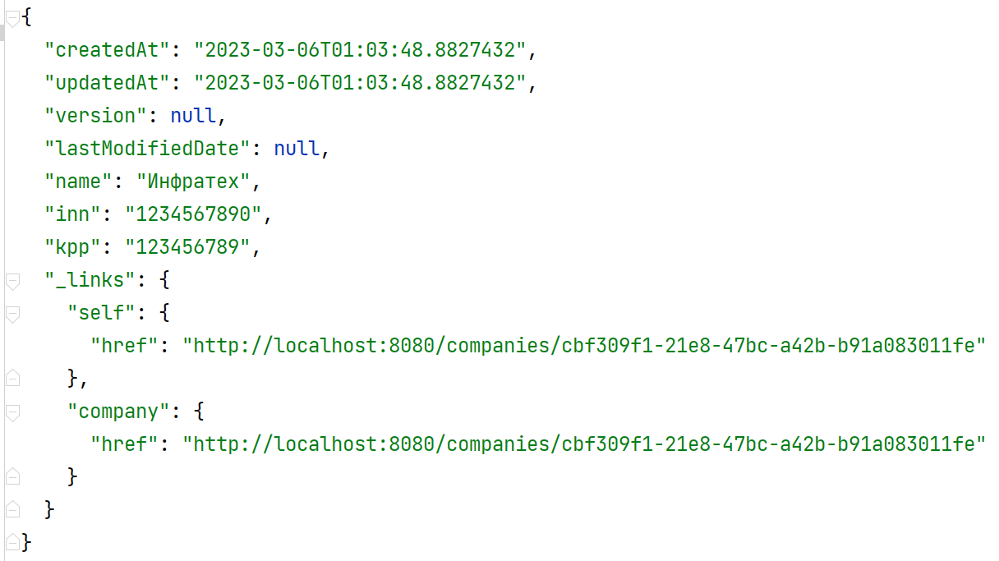 {
  "createdAt": "2023-03-06T01:03:48.8827432",
  "updatedAt": "2023-03-06T01:03:48.8827432",
  "version": null,
  "lastModifiedDate": null,
  "name": "Инфратех",
  "inn": "1234567890",
  "kpp": "123456789",
  "_links": {
    "self": {
      "href": "http://localhost:8080/companies/cbf309f1-21e8-47bc-a42b-b91a083011fe"
    },
    "company": {
      "href": "http://localhost:8080/companies/cbf309f1-21e8-47bc-a42b-b91a083011fe"
    }
  }
}